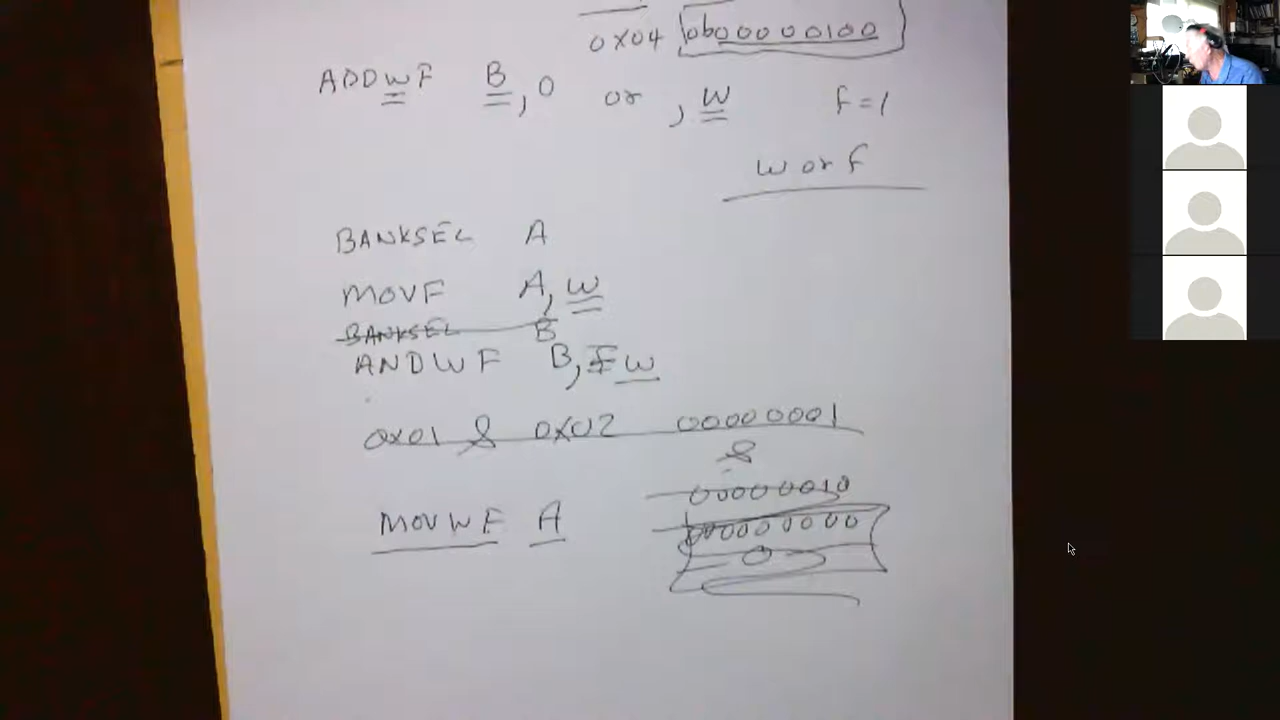 0x04 0b00000100
ADDWF B, 0 or , W F=1
W or F
BANKSEL A
MOVF A, W
BANKSEL B
ANDWF B, F W
0x01 & 0x02 00000001
&
00000010
MOVWF A 00000000
0